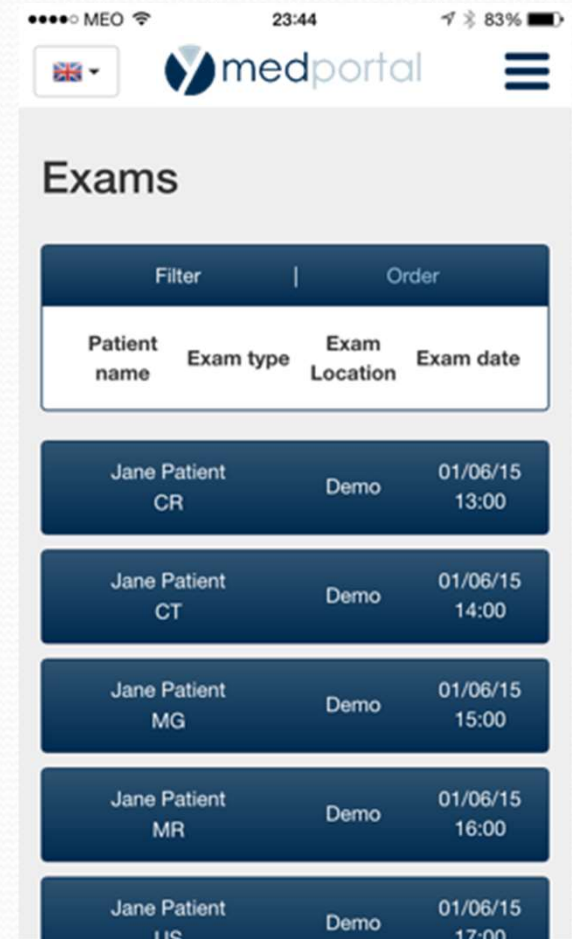 MEO 23:44 83%
medportal
Exams
Filter | Order
Patient name Exam type Exam Location Exam date
Jane Patient
CR
Demo
01/06/15
13:00
Jane Patient
CT
Demo
01/06/15
14:00
Jane Patient
MG
Demo
01/06/15
15:00
Jane Patient
MR
Demo
01/06/15
16:00
Jane Patient
US
Demo
01/06/15
17:00